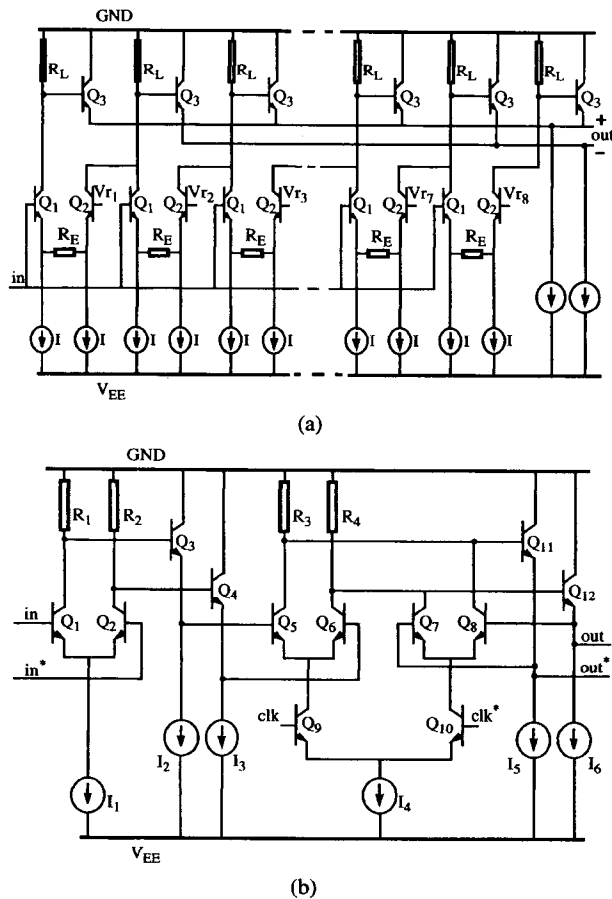 GND
R_L R_L R_L R_L R_L R_L
Q_3 Q_3 Q_3 Q_3 Q_3 Q_3
+
out
−
Vr_1 Vr_2 Vr_3 Vr_7 Vr_8
Q_1 Q_2 Q_1 Q_2 Q_1 Q_2 Q_1 Q_2 Q_1 Q_2
R_E R_E R_E R_E R_E
in
I I I I I I I I I I
V_EE
(a)
GND
R_1 R_2 R_3 R_4
Q_3 Q_11
Q_4 Q_12
in Q_1 Q_2 Q_5 Q_6 Q_7 Q_8
out
in* out*
clk Q_9 Q_10 clk*
I_2 I_3 I_5 I_6
I_1 I_4
V_EE
(b)